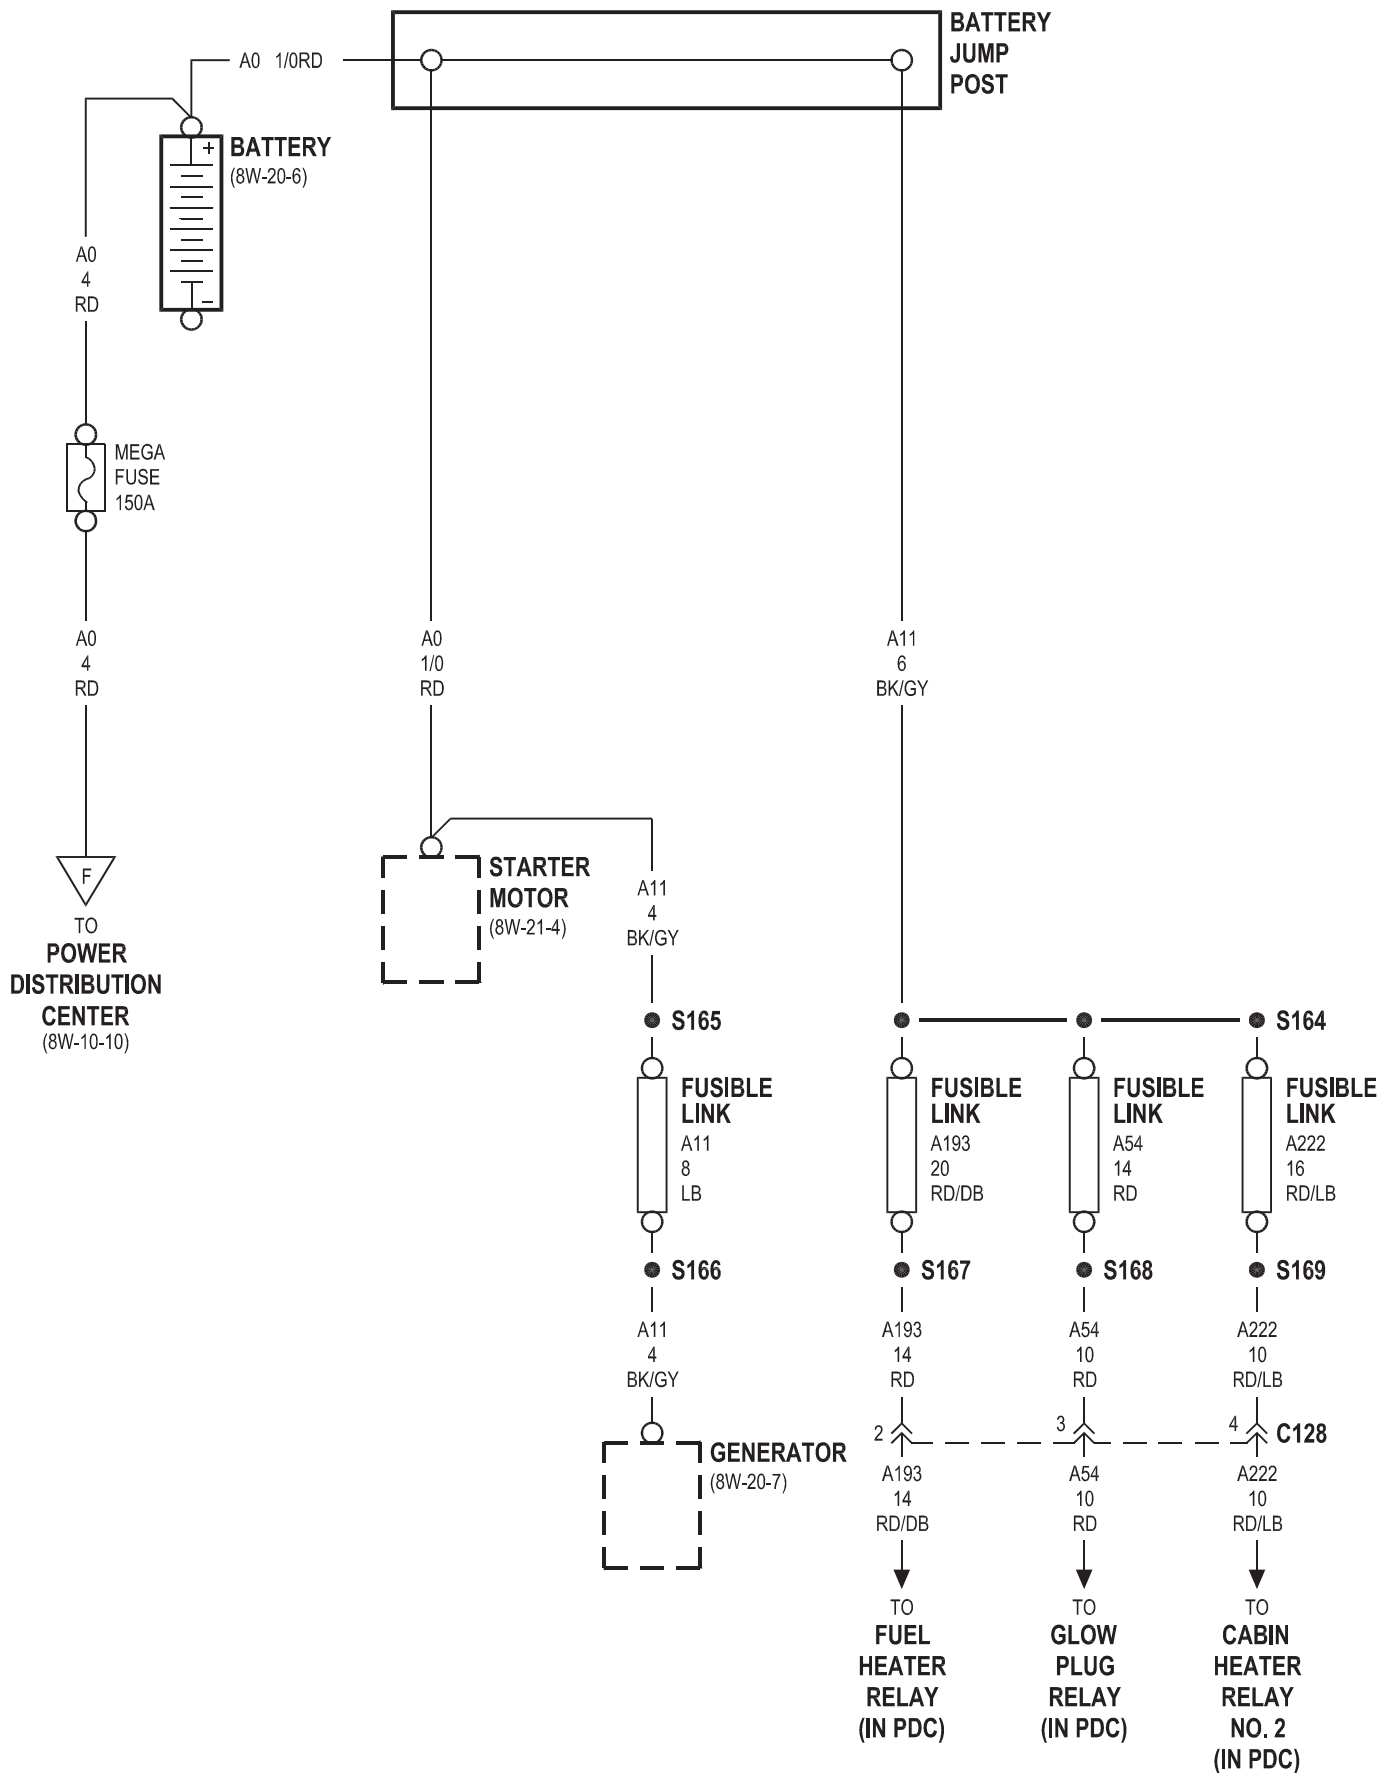 BATTERY
JUMP
POST
A0 1/0RD
BATTERY
(8W-20-6)
+
−
A0
4
RD
MEGA
FUSE
150A
A0
4
RD
A0
1/0
RD
A11
6
BK/GY
F
TO
POWER
DISTRIBUTION
CENTER
(8W-10-10)
STARTER
MOTOR
(8W-21-4)
A11
4
BK/GY
S165
S164
FUSIBLE
LINK
A11
8
LB
FUSIBLE
LINK
A193
20
RD/DB
FUSIBLE
LINK
A54
14
RD
FUSIBLE
LINK
A222
16
RD/LB
S166
S167
S168
S169
A11
4
BK/GY
A193
14
RD
A54
10
RD
A222
10
RD/LB
2
3
4
C128
GENERATOR
(8W-20-7)
A193
14
RD/DB
A54
10
RD
A222
10
RD/LB
TO
FUEL
HEATER
RELAY
(IN PDC)
TO
GLOW
PLUG
RELAY
(IN PDC)
TO
CABIN
HEATER
RELAY
NO. 2
(IN PDC)